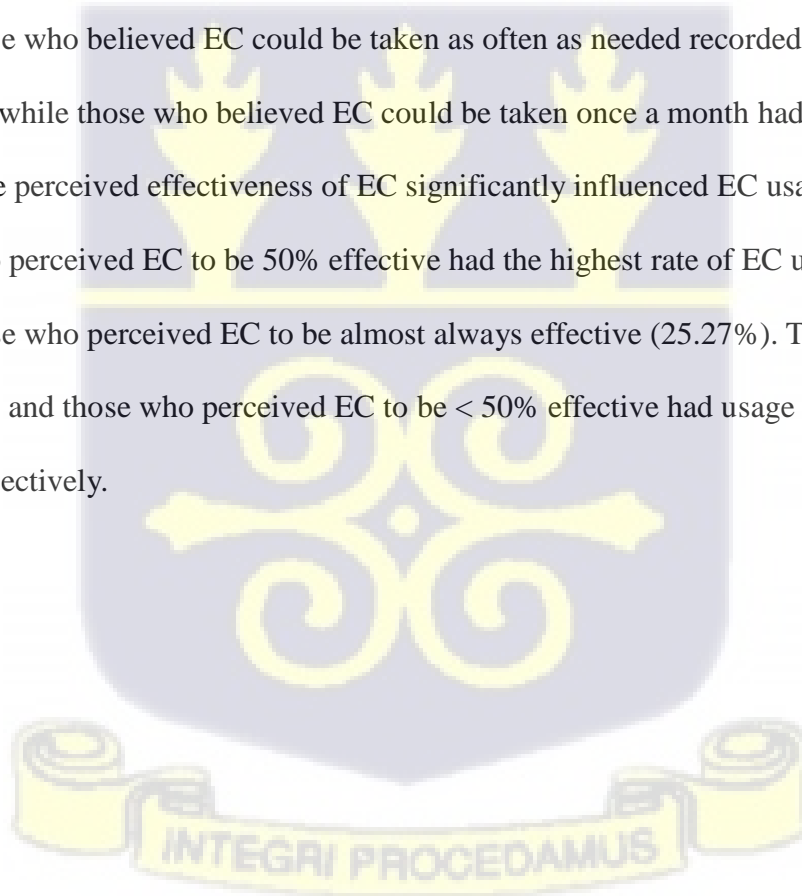 e who believed EC could be taken as often as needed recorded
while those who believed EC could be taken once a month had
e perceived effectiveness of EC significantly influenced EC usa
perceived EC to be 50% effective had the highest rate of EC u
se who perceived EC to be almost always effective (25.27%). T
and those who perceived EC to be < 50% effective had usage
ectively.
INTEGRI PROCEDAMUS